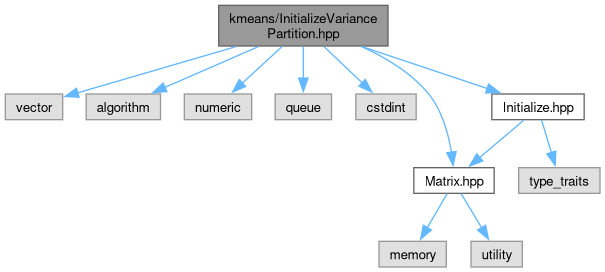 kmeans/InitializeVariance
Partition.hpp
vector
algorithm
numeric
queue
cstdint
Initialize.hpp
Matrix.hpp
type_traits
memory
utility